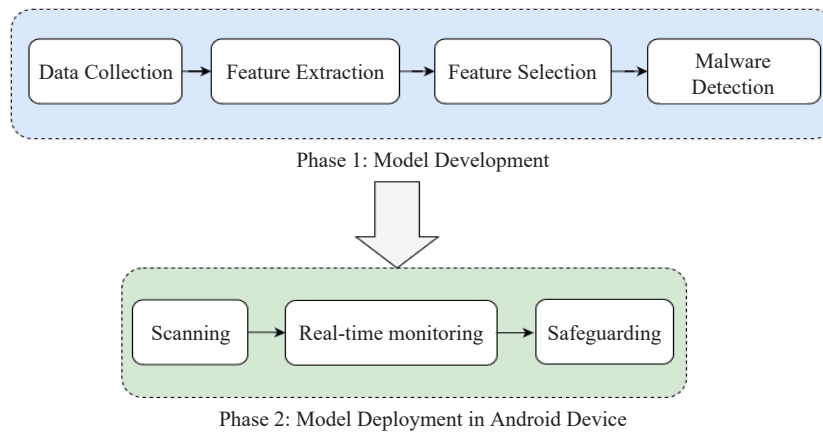 Data Collection
Feature Extraction
Feature Selection
Malware
Detection
Phase 1: Model Development
Scanning
Real-time monitoring
Safeguarding
Phase 2: Model Deployment in Android Device